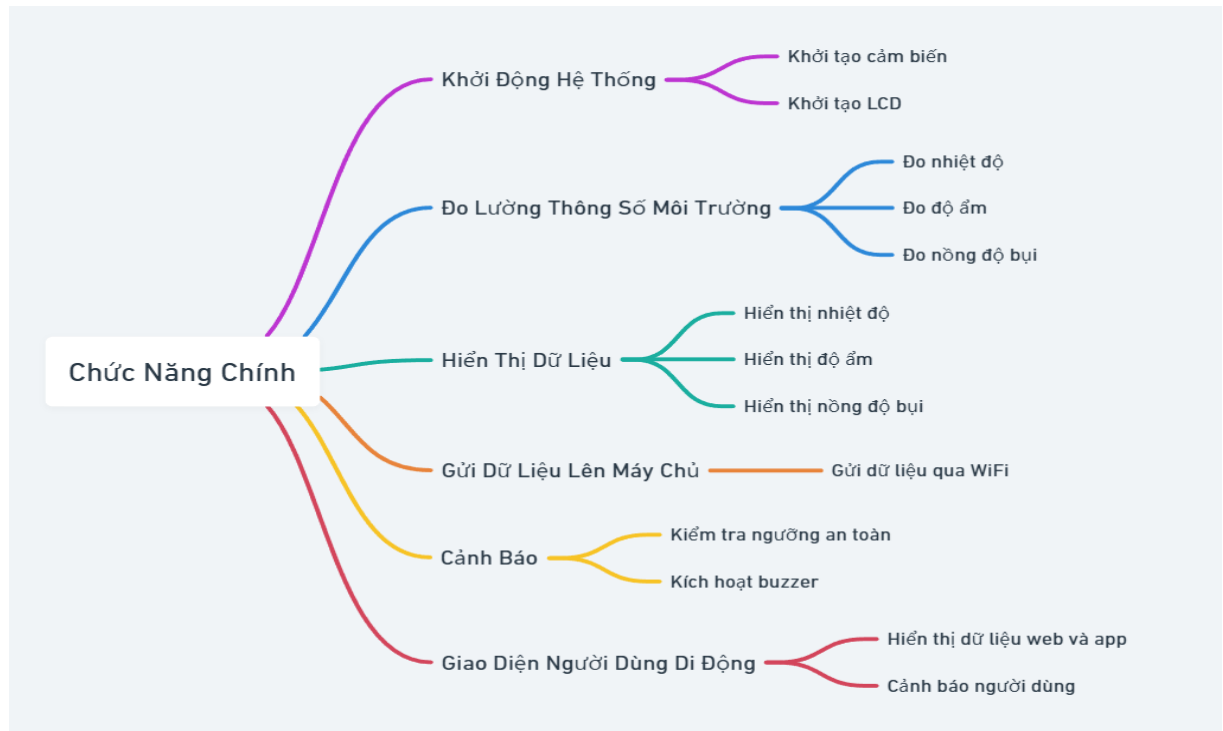 Chức Năng Chính
Khởi Động Hệ Thống
Khởi tạo cảm biến
Khởi tạo LCD
Đo Lường Thông Số Môi Trường
Đo nhiệt độ
Đo độ ẩm
Đo nồng độ bụi
Hiển Thị Dữ Liệu
Hiển thị nhiệt độ
Hiển thị độ ẩm
Hiển thị nồng độ bụi
Gửi Dữ Liệu Lên Máy Chủ
Gửi dữ liệu qua WiFi
Cảnh Báo
Kiểm tra ngưỡng an toàn
Kích hoạt buzzer
Giao Diện Người Dùng Di Động
Hiển thị dữ liệu web và app
Cảnh báo người dùng